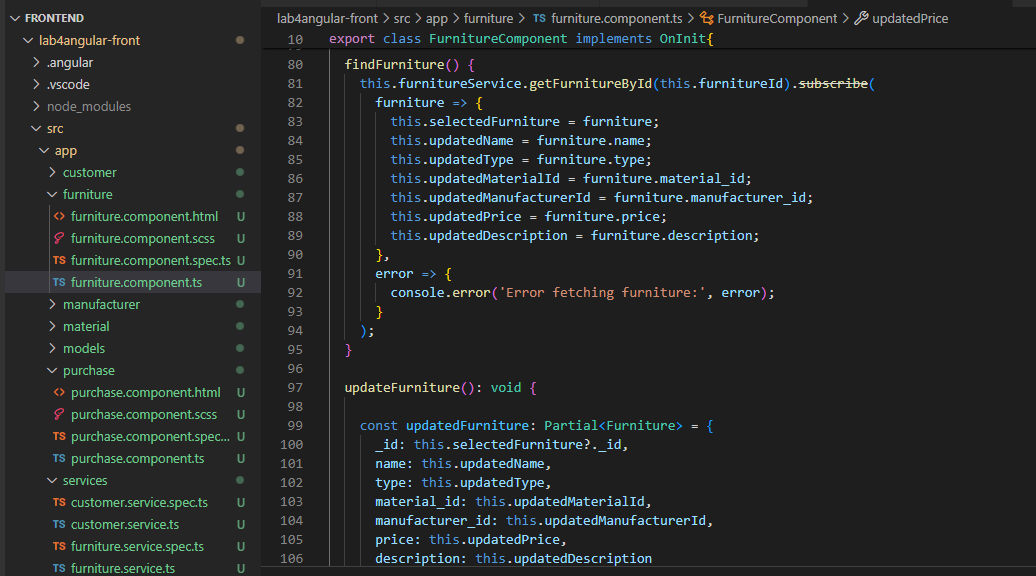 FRONTEND
lab4angular-front
.angular
.vscode
node_modules
src
app
customer
furniture
furniture.component.html U
furniture.component.scss U
TS furniture.component.spec.ts U
TS furniture.component.ts U
manufacturer
material
models
purchase
purchase.component.html U
purchase.component.scss U
TS purchase.component.spec... U
TS purchase.component.ts U
services
TS customer.service.spec.ts U
TS customer.service.ts U
TS furniture.service.spec.ts U
TS furniture.service.ts U
lab4angular-front > src > app > furniture > TS furniture.component.ts > FurnitureComponent > updatedPrice
10 export class FurnitureComponent implements OnInit{
80 findFurniture() {
81 this.furnitureService.getFurnitureById(this.furnitureId).subscribe(
82 furniture => {
83 this.selectedFurniture = furniture;
84 this.updatedName = furniture.name;
85 this.updatedType = furniture.type;
86 this.updatedMaterialId = furniture.material_id;
87 this.updatedManufacturerId = furniture.manufacturer_id;
88 this.updatedPrice = furniture.price;
89 this.updatedDescription = furniture.description;
90 },
91 error => {
92 console.error('Error fetching furniture:', error);
93 }
94 );
95 }
96
97 updateFurniture(): void {
98
99 const updatedFurniture: Partial<Furniture> = {
100 _id: this.selectedFurniture?._id,
101 name: this.updatedName,
102 type: this.updatedType,
103 material_id: this.updatedMaterialId,
104 manufacturer_id: this.updatedManufacturerId,
105 price: this.updatedPrice,
106 description: this.updatedDescription